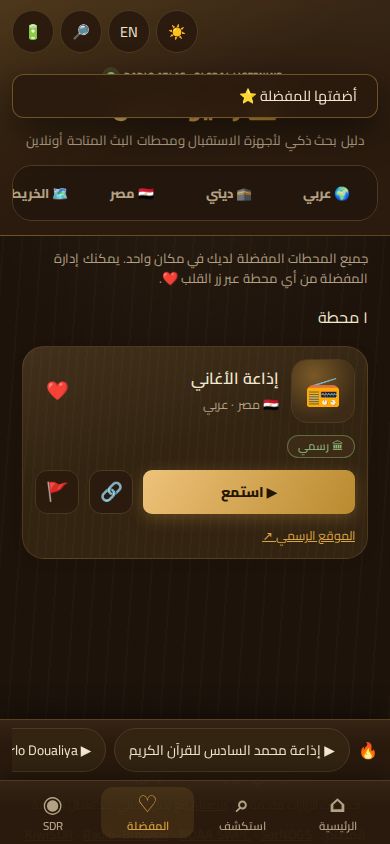 EN
أضفتها للمفضلة ⭐
دليل بحث ذكي لأجهزة الاستقبال ومحطات البث المتاحة أونلاين
🌍 عربي
🕋 ديني
🇪🇬 مصر
🗺️ الخريط
جميع المحطات المفضلة لديك في مكان واحد. يمكنك إدارة
المفضلة من أي محطة عبر زر القلب ❤️.
١ محطة
إذاعة الأغاني
🇪🇬 مصر · عربي
🏛 رسمي
▶ استمع
الموقع الرسمي ↗
▶ إذاعة محمد السادس للقرآن الكريم
▶ rlo Doualiya
الرئيسية
استكشف
المفضلة
SDR